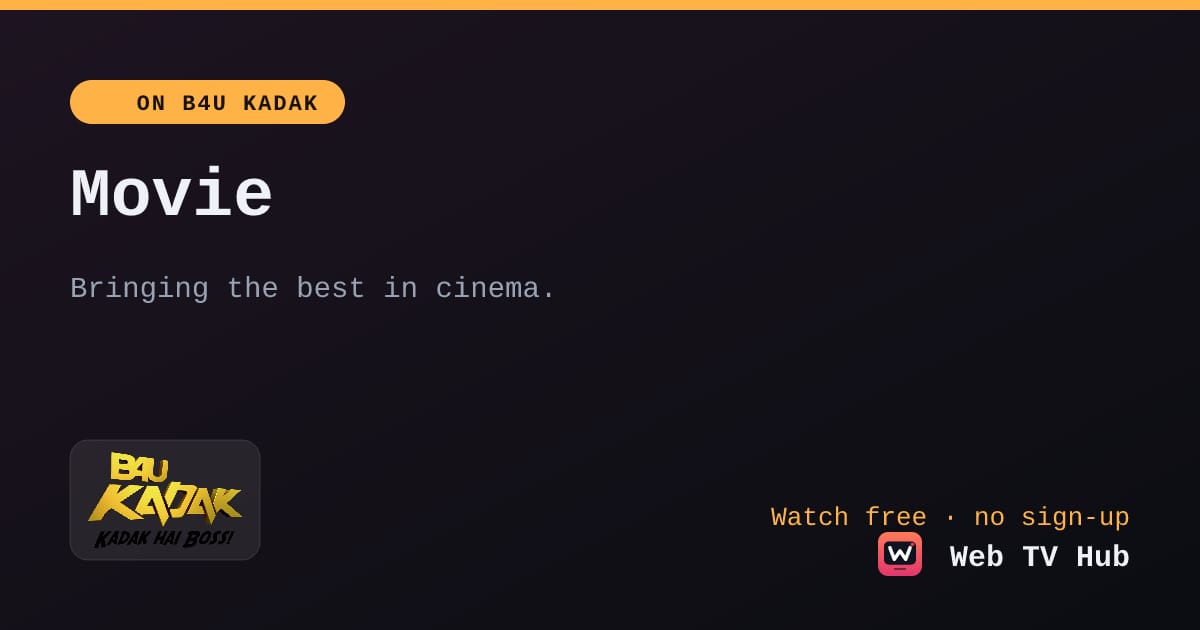 ON B4U KADAK
Movie
Bringing the best in cinema.
B4U
KADAK
KADAK HAI BOSS!
Watch free · no sign-up
W
Web TV Hub